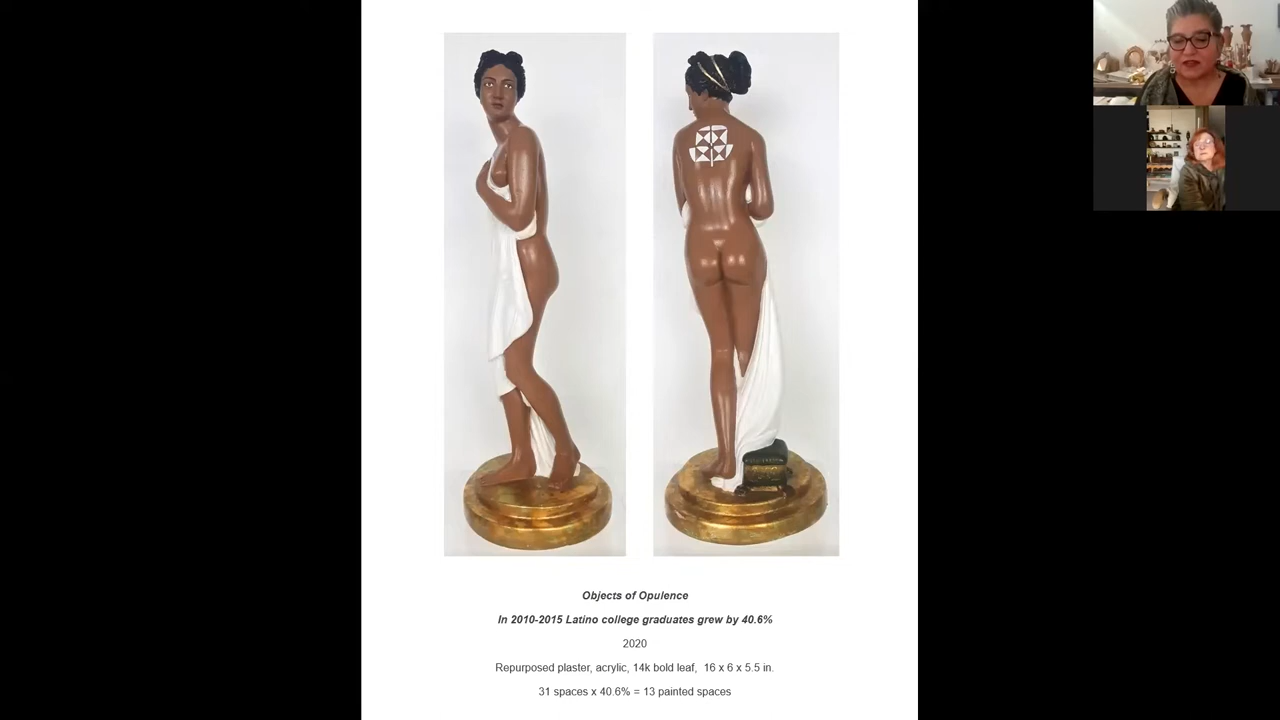 Objects of Opulence
In 2010-2015 Latino college graduates grew by 40.6%
2020
Repurposed plaster, acrylic, 14k bold leaf, 16 x 6 x 5.5 in.
31 spaces x 40.6% = 13 painted spaces